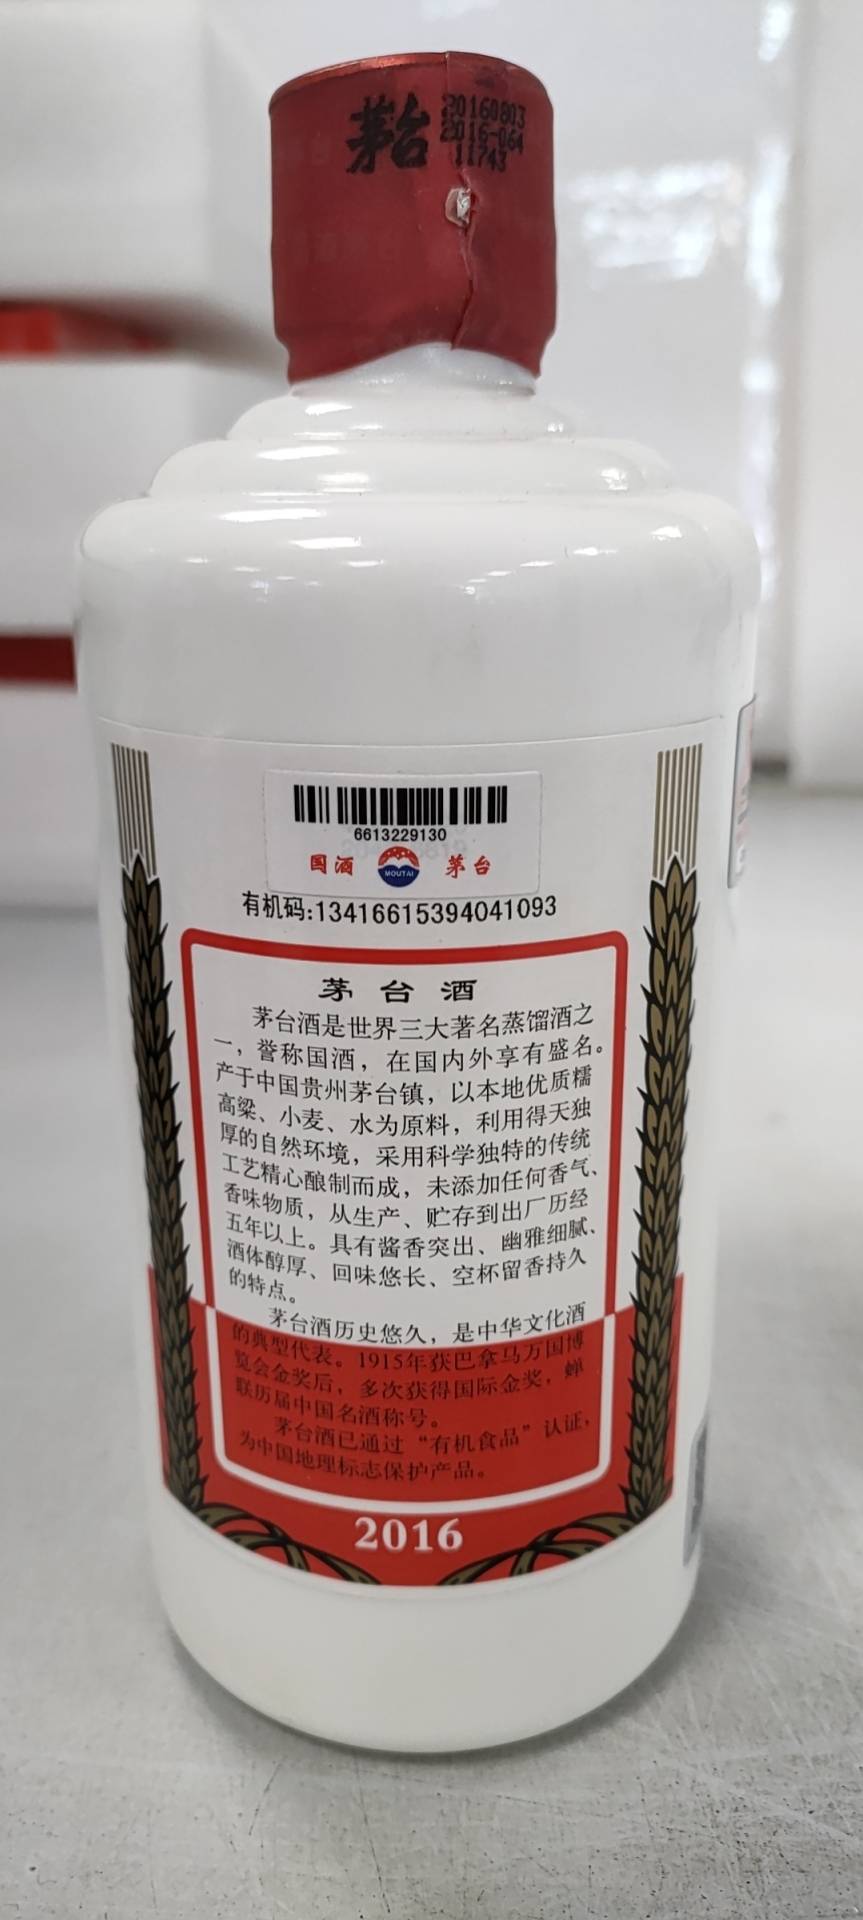 茅台
20160803
2016-064
11743
6613229130
国酒
MOUTAI
茅台
有机码:13416615394041093
茅台酒
茅台酒是世界三大著名蒸馏酒之
一，誉称国酒，在国内外享有盛名。
产于中国贵州茅台镇，以本地优质糯
高粱、小麦、水为原料，利用得天独
厚的自然环境，采用科学独特的传统
工艺精心酿制而成，未添加任何香气、
香味物质，从生产、贮存到出厂历经
五年以上。具有酱香突出、幽雅细腻、
酒体醇厚、回味悠长、空杯留香持久
的特点。
茅台酒历史悠久，是中华文化酒
的典型代表。1915年获巴拿马万国博
览会金奖后，多次获得国际金奖，蝉
联历届中国名酒称号。
茅台酒已通过“有机食品”认证，
为中国地理标志保护产品。
2016